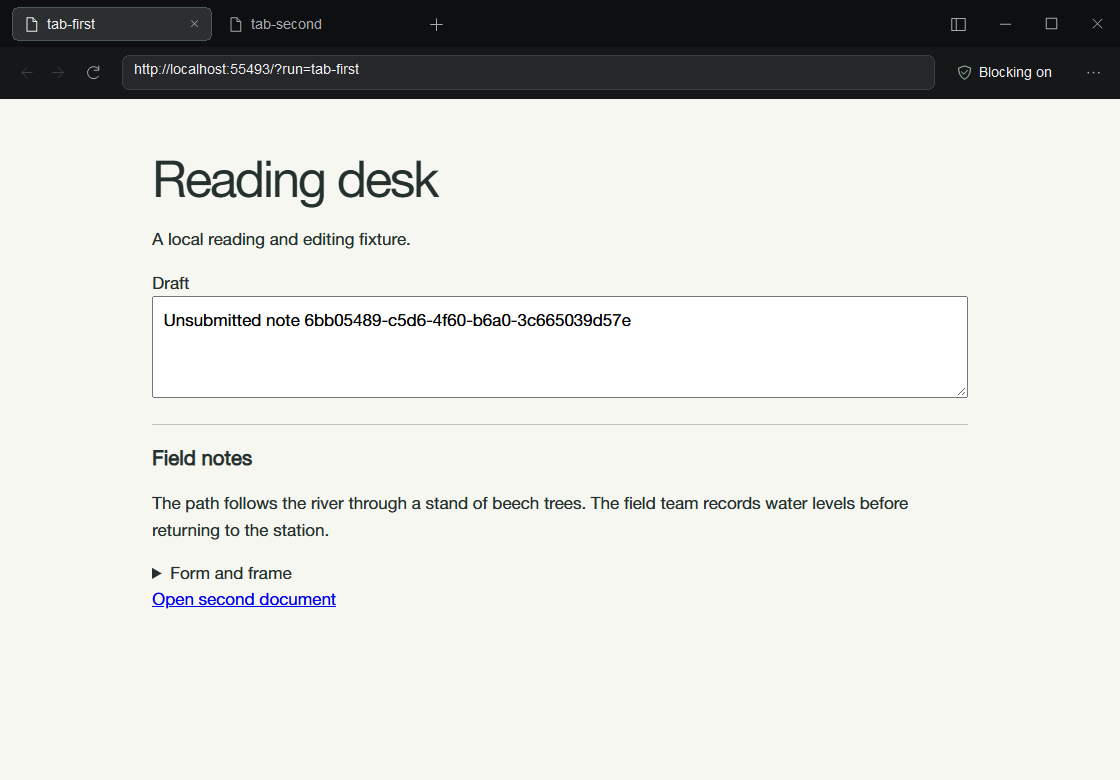 tab-first
tab-second
http://localhost:55493/?run=tab-first
Blocking on
Reading desk
A local reading and editing fixture.
Draft
Unsubmitted note 6bb05489-c5d6-4f60-b6a0-3c665039d57e
Field notes
The path follows the river through a stand of beech trees. The field team records water levels before
returning to the station.
Form and frame
Open second document